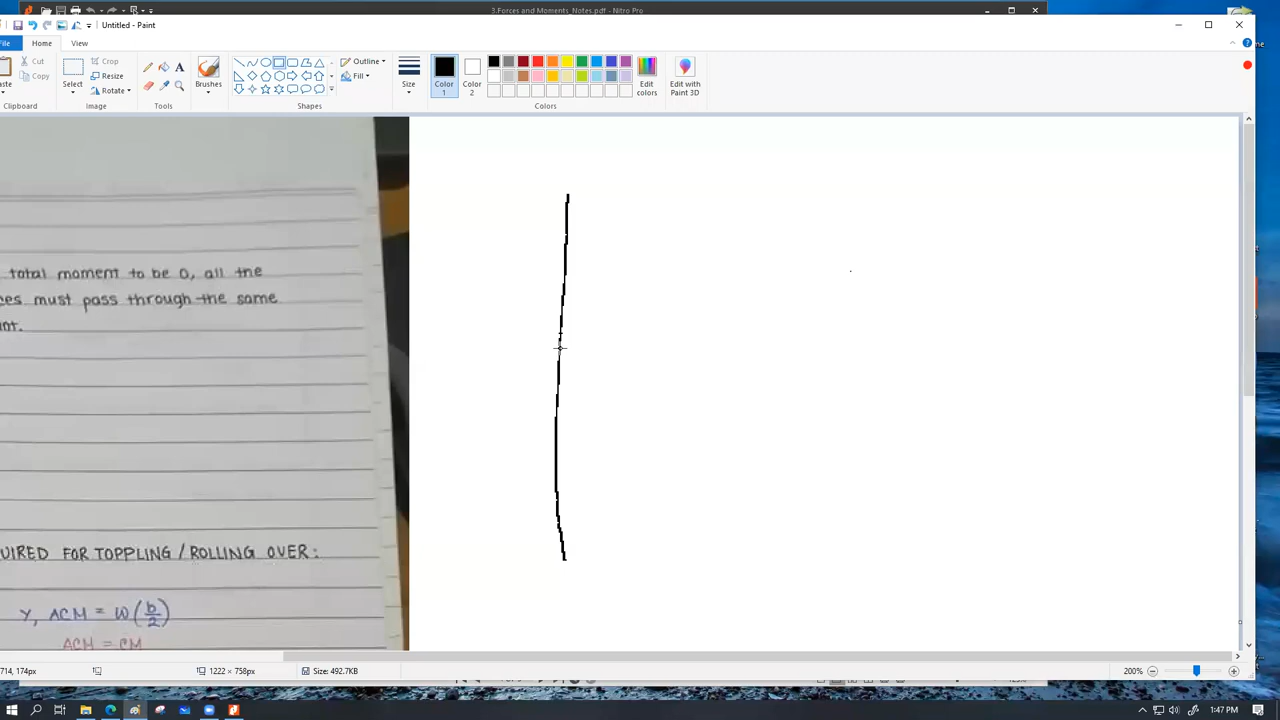 3.Forces and Moments_Notes.pdf - Nitro Pro
Untitled - Paint
File
Home
View
Cut
Copy
Clipboard
Select
Crop
Resize
Rotate
Image
Tools
Brushes
Outline
Fill
Shapes
Size
Color 1
Color 2
Colors
Edit colors
Edit with Paint 3D
total moment to be 0, all the
must pass through the same
UIRED FOR TOPPLING / ROLLING OVER :
Y, ACM = W(b/2)
ACM = CM
714, 174px
1222 × 758px
Size: 492.7KB
200%
1:47 PM